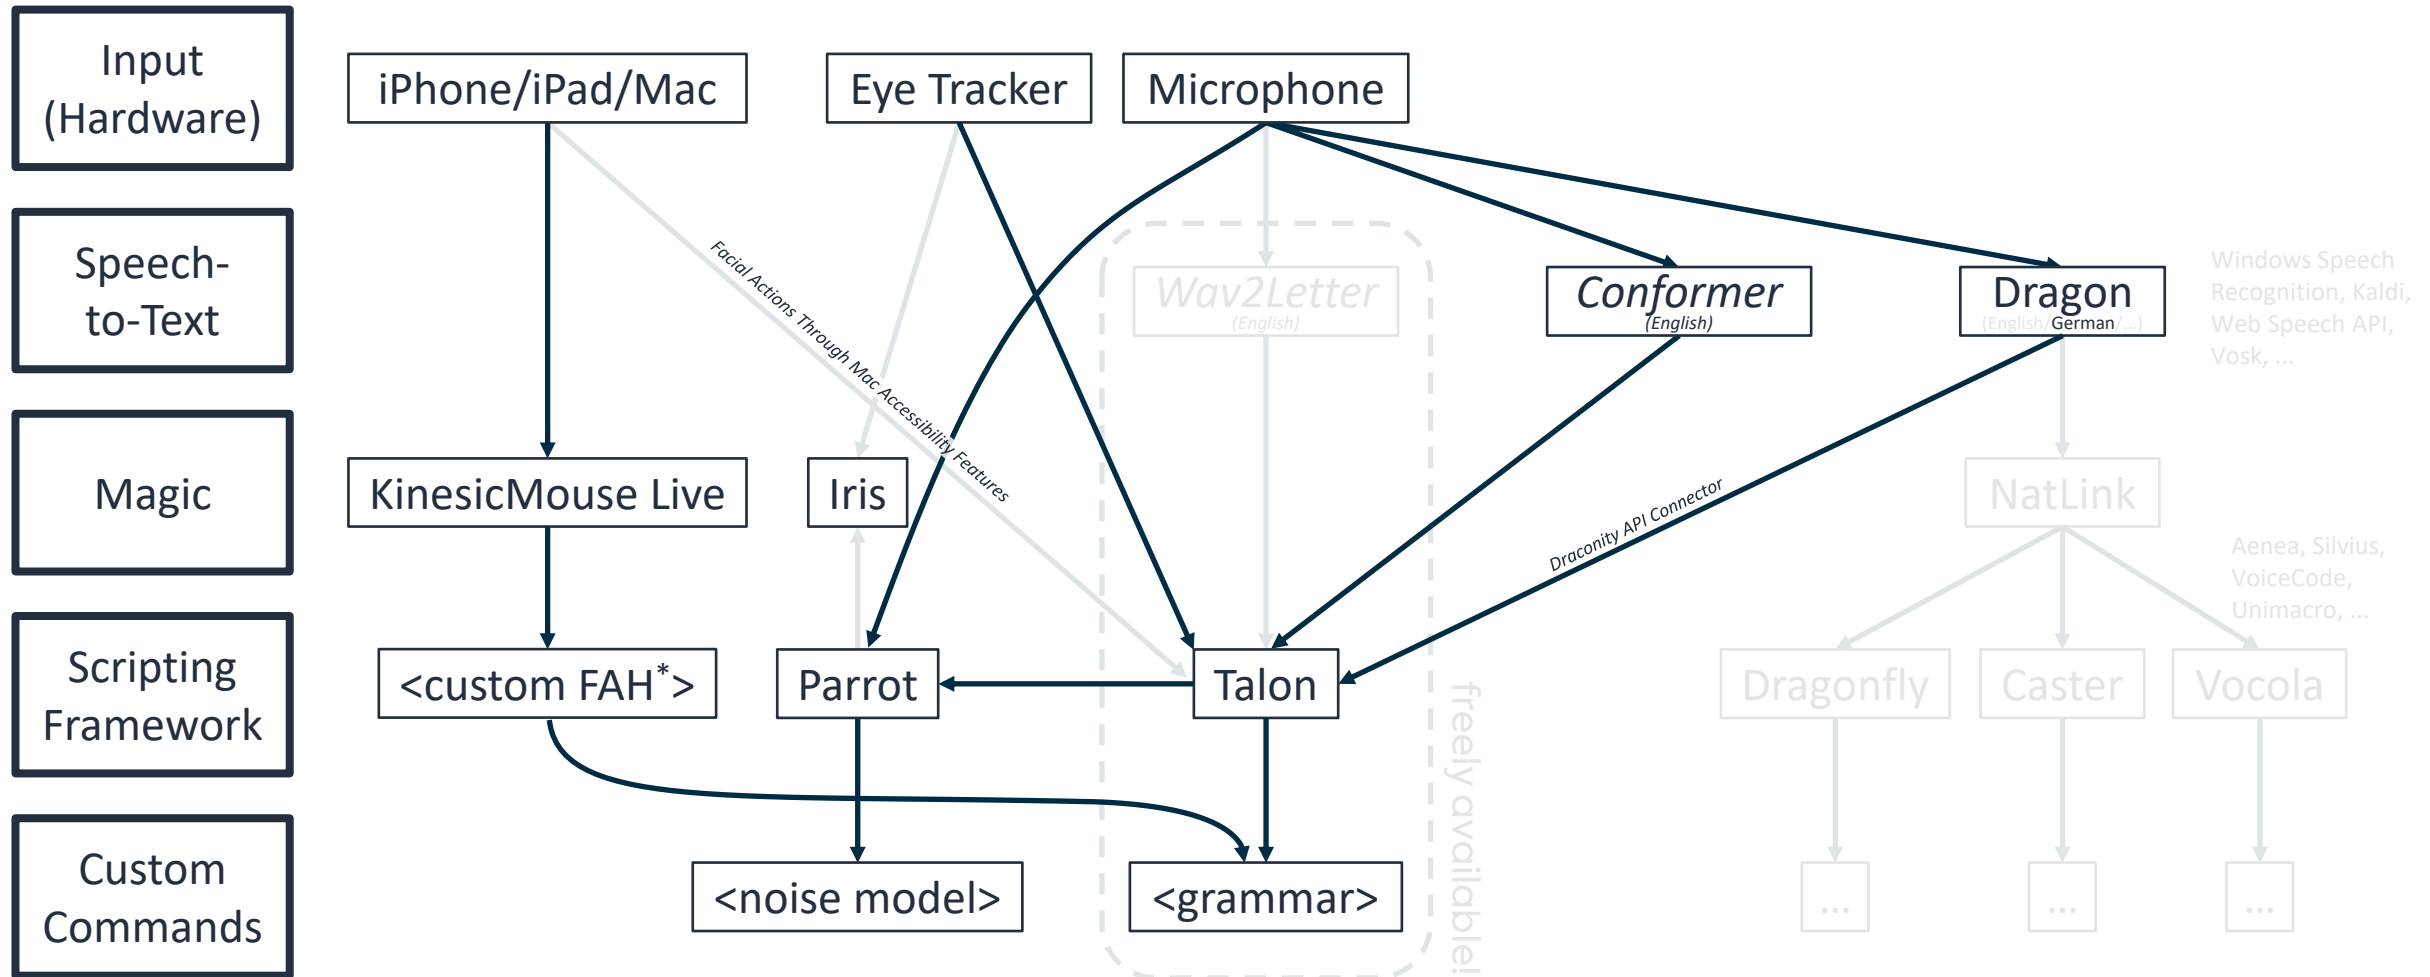 Input
(Hardware)
iPhone/iPad/Mac
Eye Tracker
Microphone
Speech-
to-Text
Facial Actions Through Mac Accessibility Features
Wav2Letter
(English)
Conformer
(English)
Dragon
(English/German/...)
Windows Speech
Recognition, Kaldi,
Web Speech API,
Vosk, ...
Magic
KinesicMouse Live
Iris
Draconity API Connector
NatLink
Aenea, Silvius,
VoiceCode,
Unimacro, ...
Scripting
Framework
<custom FAH*>
Parrot
Talon
freely available!
Dragonfly
Caster
Vocola
Custom
Commands
<noise model>
<grammar>
...
...
...